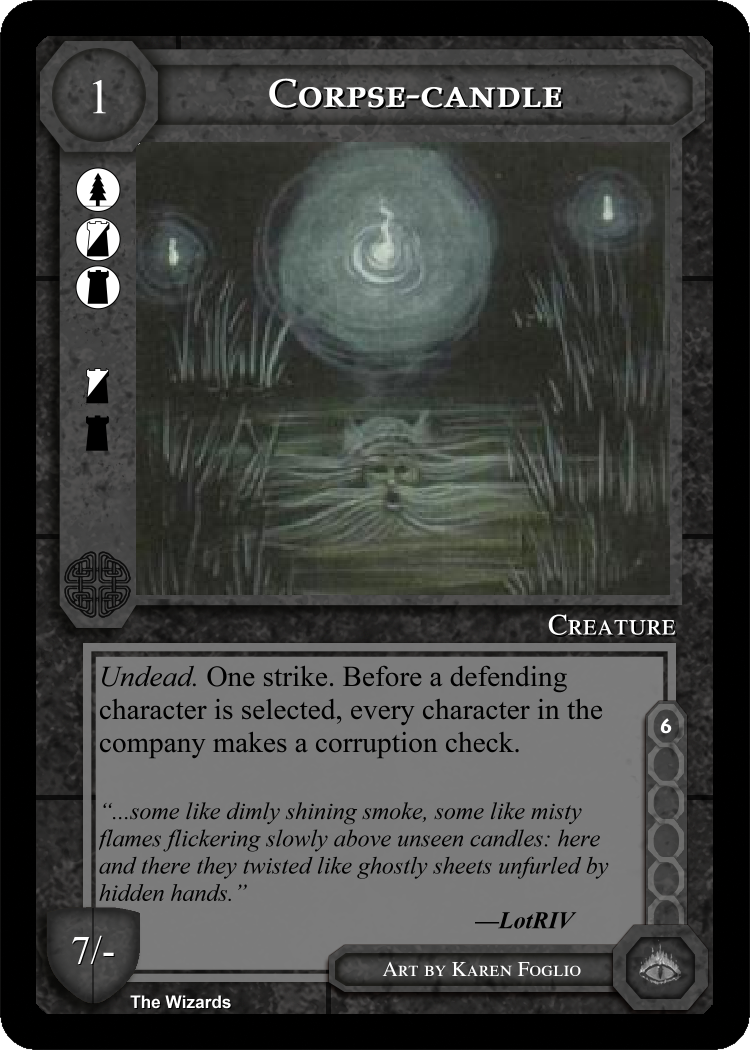 1
Corpse-candle
Creature
Undead. One strike. Before a defending
character is selected, every character in the
company makes a corruption check.
6
“...some like dimly shining smoke, some like misty
flames flickering slowly above unseen candles: here
and there they twisted like ghostly sheets unfurled by
hidden hands.”
—LotRIV
7/-
Art by Karen Foglio
The Wizards